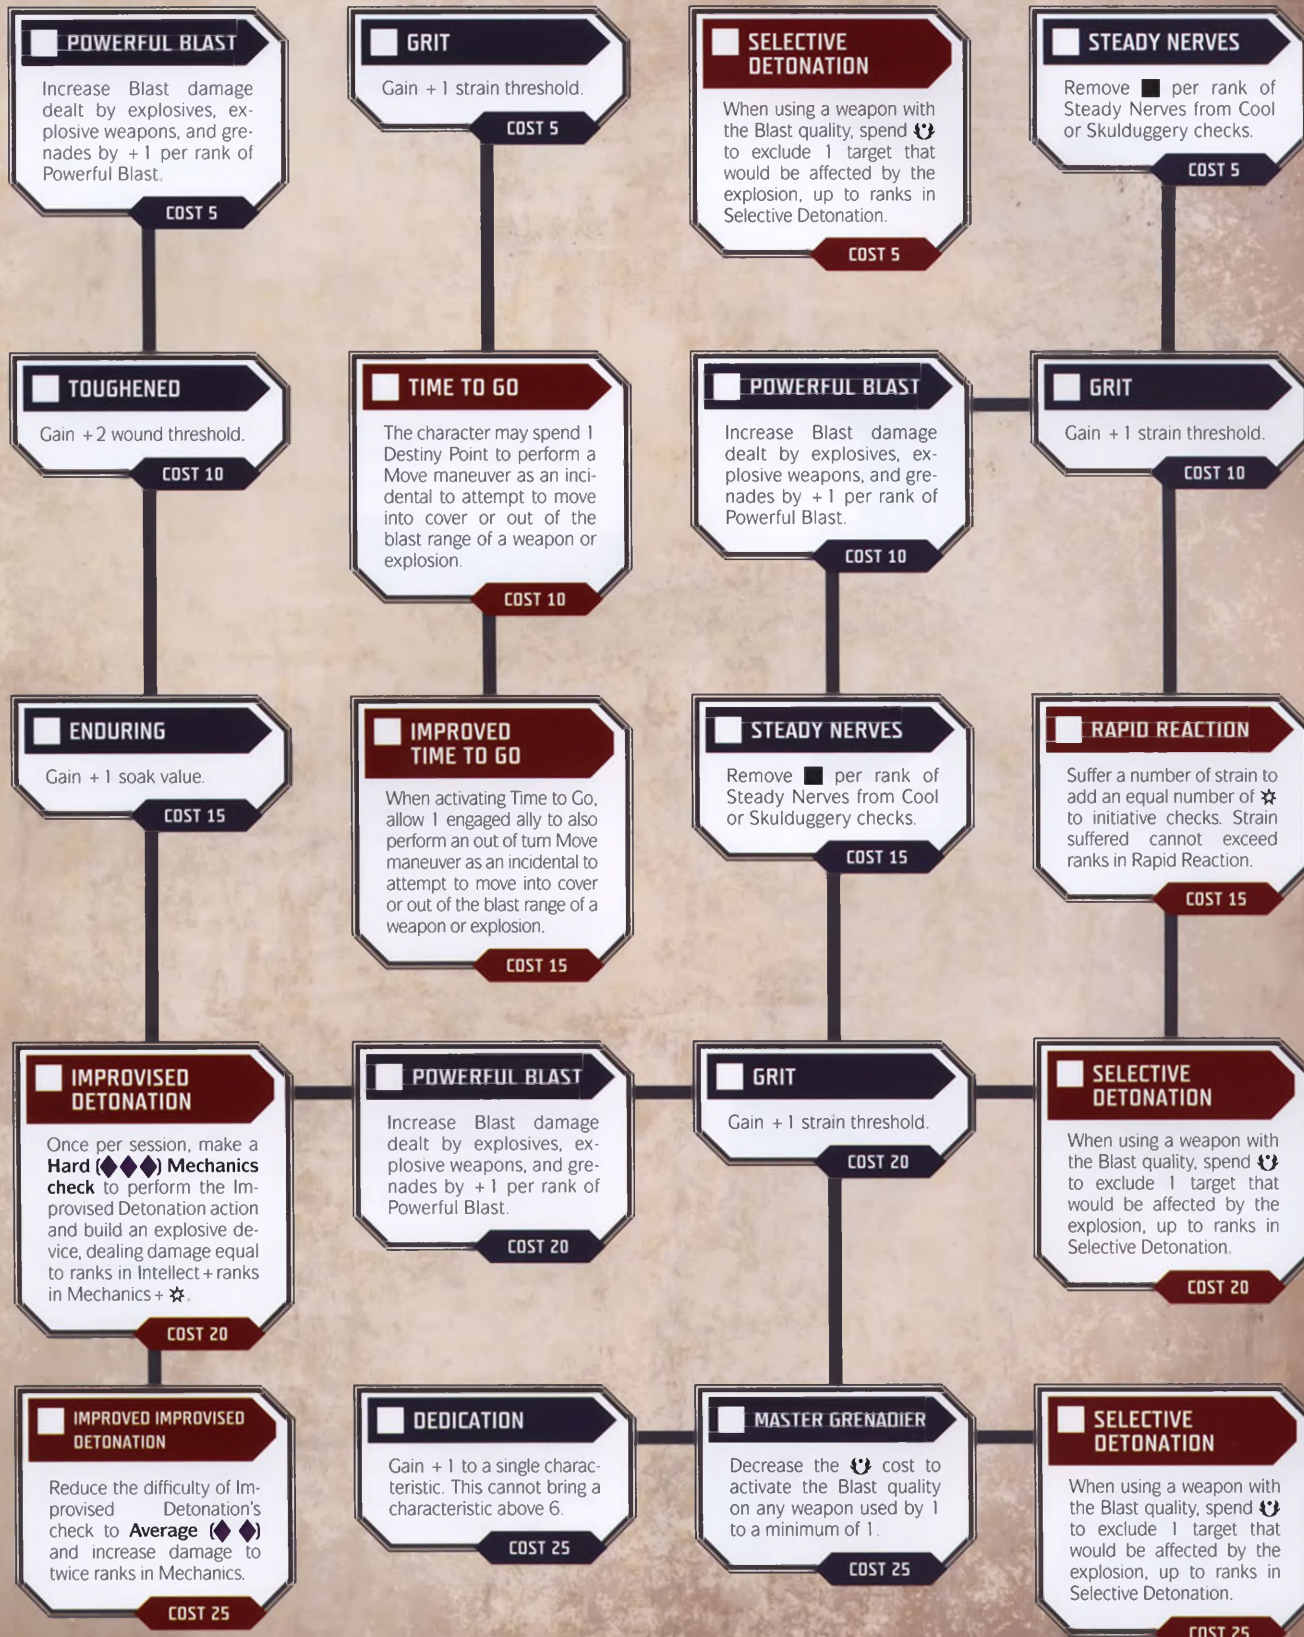 POWERFUL BLAST
Increase Blast damage
dealt by explosives, ex-
plosive weapons, and gre-
nades by +1 per rank of
Powerful Blast.
COST 5
GRIT
Gain +1 strain threshold.
COST 5
SELECTIVE
DETONATION
When using a weapon with
the Blast quality, spend
to exclude 1 target that
would be affected by the
explosion, up to ranks in
Selective Detonation.
COST 5
STEADY NERVES
Remove ■ per rank of
Steady Nerves from Cool
or Skulduggery checks.
COST 5
TOUGHENED
Gain +2 wound threshold.
COST 10
TIME TO GO
The character may spend 1
Destiny Point to perform a
Move maneuver as an inci-
dental to attempt to move
into cover or out of the
blast range of a weapon or
explosion.
COST 10
POWERFUL BLAST
Increase Blast damage
dealt by explosives, ex-
plosive weapons, and gre-
nades by +1 per rank of
Powerful Blast.
COST 10
GRIT
Gain +1 strain threshold.
COST 10
ENDURING
Gain +1 soak value.
COST 15
IMPROVED
TIME TO GO
When activating Time to Go,
allow 1 engaged ally to also
perform an out of turn Move
maneuver as an incidental to
attempt to move into cover
or out of the blast range of a
weapon or explosion.
COST 15
STEADY NERVES
Remove ■ per rank of
Steady Nerves from Cool
or Skulduggery checks.
COST 15
RAPID REACTION
Suffer a number of strain to
add an equal number of
to initiative checks. Strain
suffered cannot exceed
ranks in Rapid Reaction.
COST 15
IMPROVISED
DETONATION
Once per session, make a
Hard (◆◆◆) Mechanics
check to perform the Im-
provised Detonation action
and build an explosive de-
vice, dealing damage equal
to ranks in Intellect + ranks
in Mechanics + .
COST 20
POWERFUL BLAST
Increase Blast damage
dealt by explosives, ex-
plosive weapons, and gre-
nades by +1 per rank of
Powerful Blast.
COST 20
GRIT
Gain +1 strain threshold.
COST 20
SELECTIVE
DETONATION
When using a weapon with
the Blast quality, spend
to exclude 1 target that
would be affected by the
explosion, up to ranks in
Selective Detonation.
COST 20
IMPROVED IMPROVISED
DETONATION
Reduce the difficulty of Im-
provised Detonation's
check to Average (◆◆)
and increase damage to
twice ranks in Mechanics.
COST 25
DEDICATION
Gain +1 to a single charac-
teristic. This cannot bring a
characteristic above 6.
COST 25
MASTER GRENADIER
Decrease the cost to
activate the Blast quality
on any weapon used by 1
to a minimum of 1.
COST 25
SELECTIVE
DETONATION
When using a weapon with
the Blast quality, spend
to exclude 1 target that
would be affected by the
explosion, up to ranks in
Selective Detonation.
COST 25